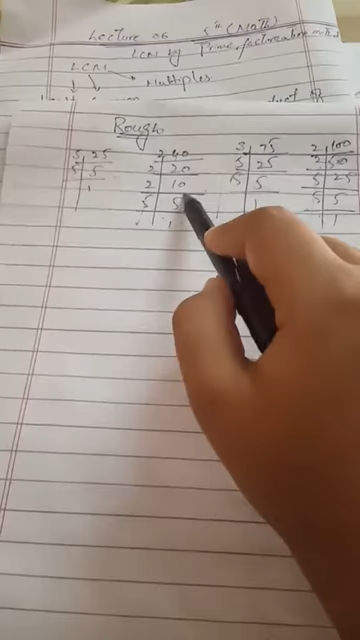 Lecture 06 5th (Math)
LCM by Prime factorization method
LCM
Multiples
Rough
5 | 25 2 | 40 3 | 75 2 | 100
5 | 5 2 | 20 5 | 25 2 | 50
1 2 | 10 5 | 5 5 | 25
5 | 5 1 5 | 5
1 1